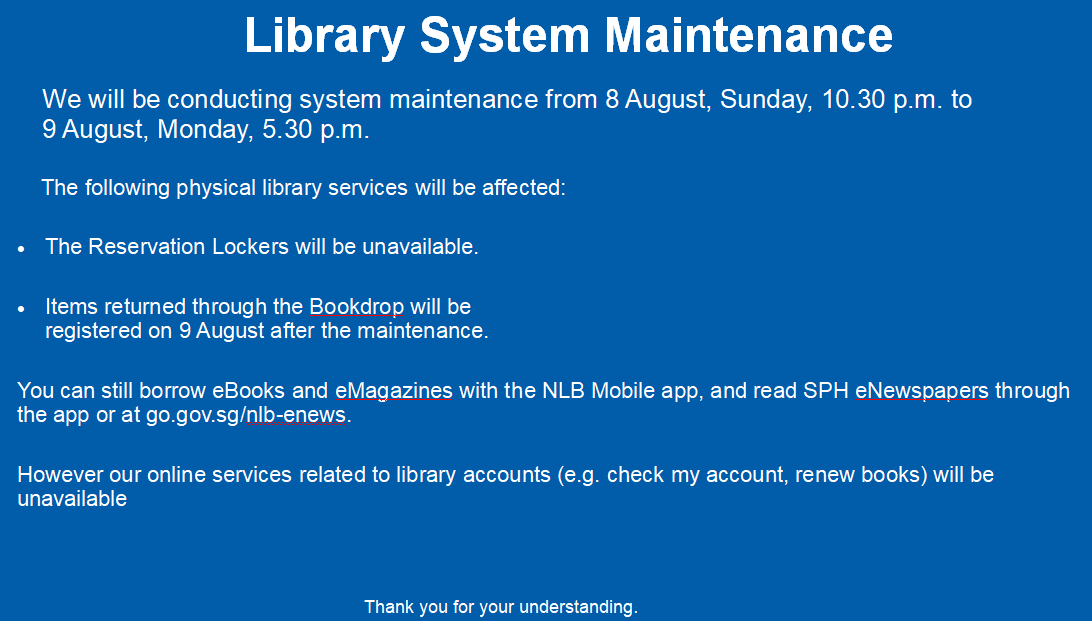 Library System Maintenance
We will be conducting system maintenance from 8 August, Sunday, 10.30 p.m. to
9 August, Monday, 5.30 p.m.
The following physical library services will be affected:
• The Reservation Lockers will be unavailable.
• Items returned through the Bookdrop will be
registered on 9 August after the maintenance.
You can still borrow eBooks and eMagazines with the NLB Mobile app, and read SPH eNewspapers through
the app or at go.gov.sg/nlb-enews.
However our online services related to library accounts (e.g. check my account, renew books) will be
unavailable
Thank you for your understanding.